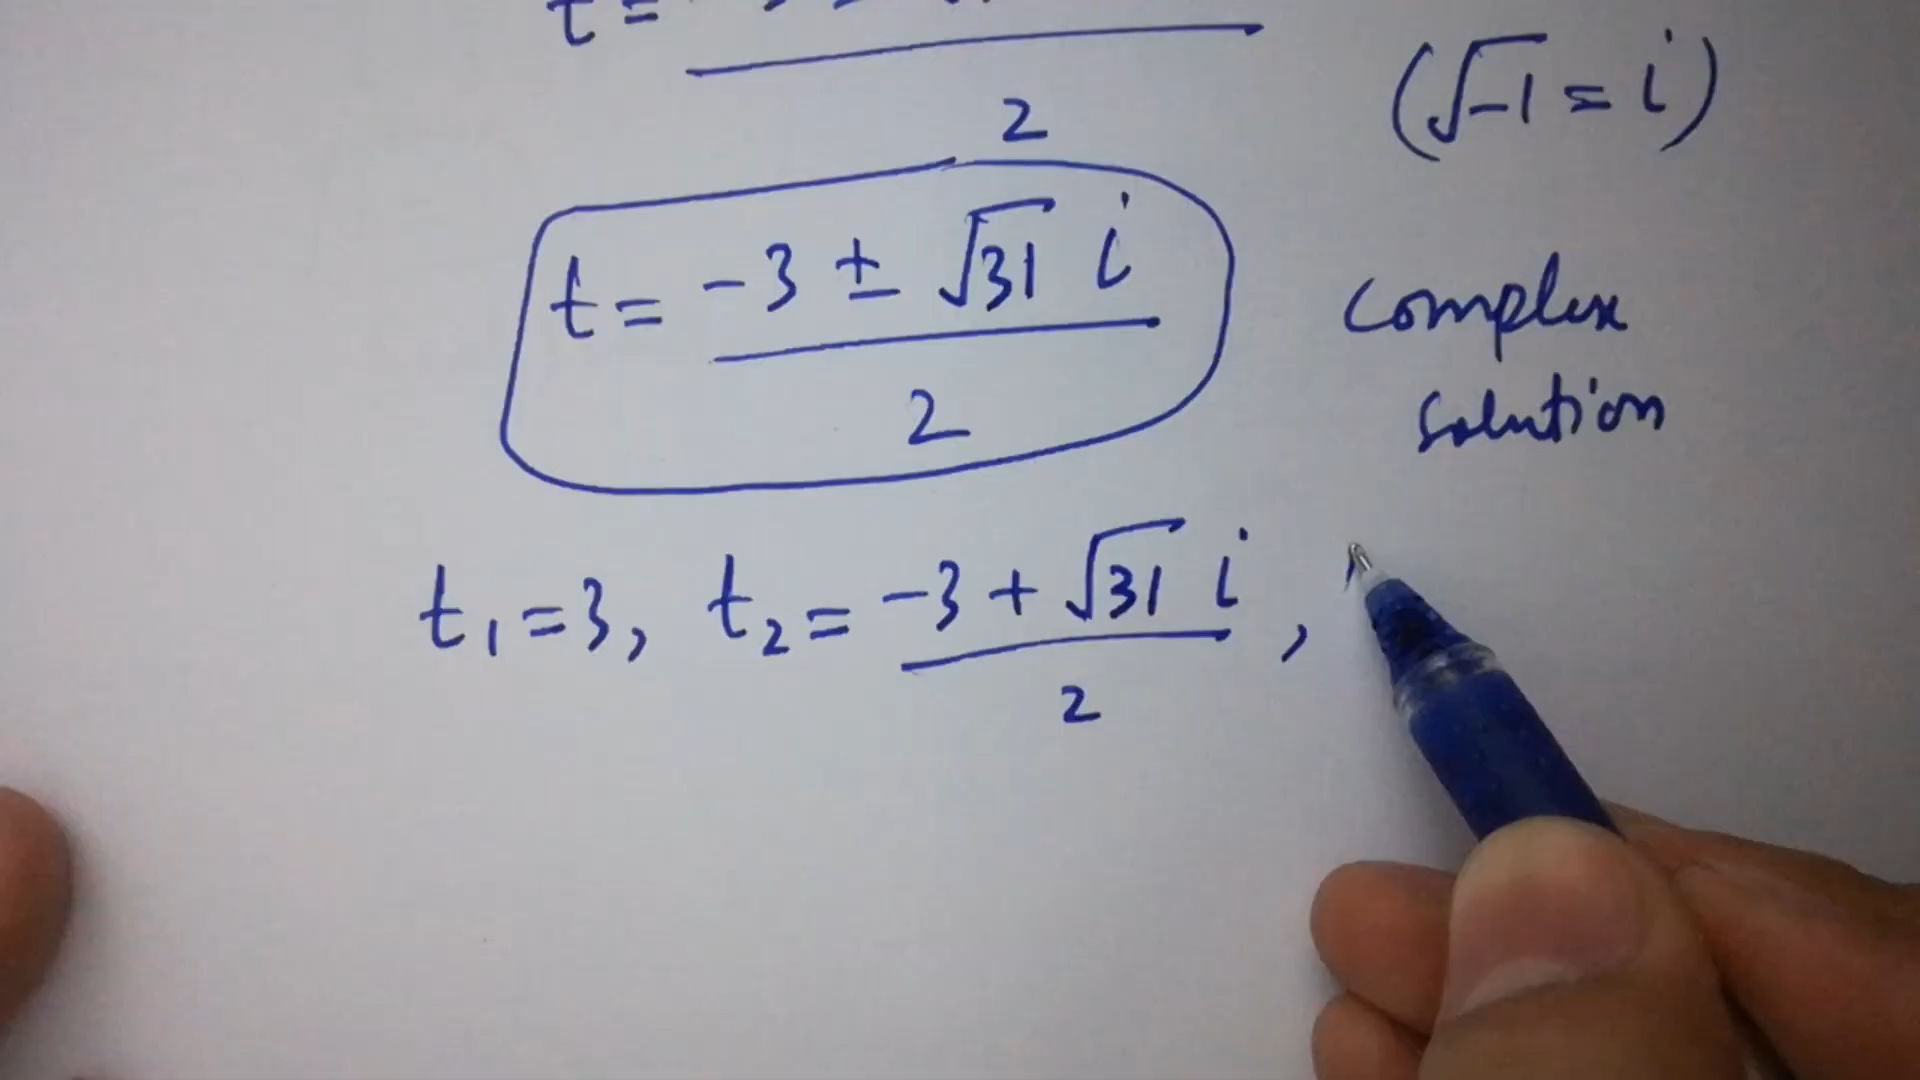 t =
2
(√-1 = i)
t = (-3 ± √31 i)/2
complex
solution
t₁ = 3, t₂ = (-3 + √31 i)/2 ,